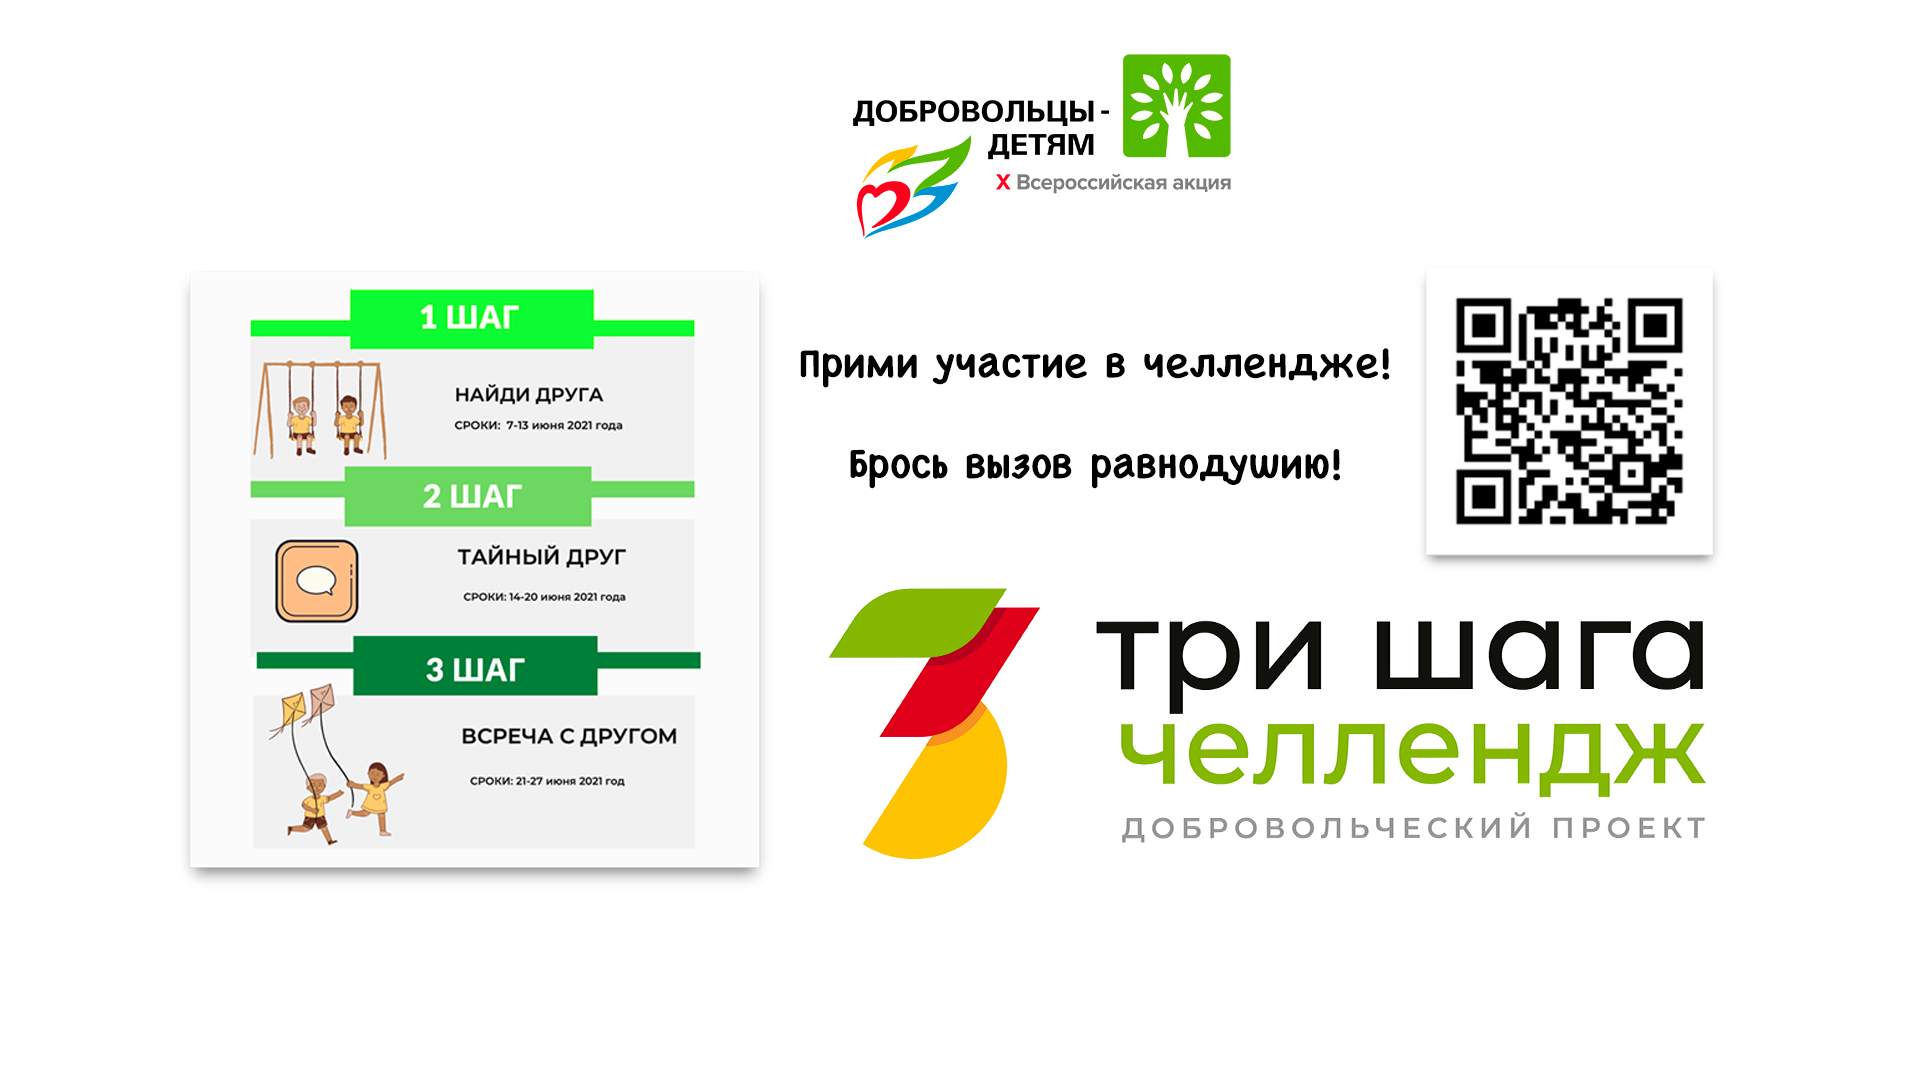 ДОБРОВОЛЬЦЫ -
ДЕТЯМ
X Всероссийская акция
1 ШАГ
НАЙДИ ДРУГА
СРОКИ: 7-13 июня 2021 года
2 ШАГ
ТАЙНЫЙ ДРУГ
СРОКИ: 14-20 июня 2021 года
3 ШАГ
ВСРЕЧА С ДРУГОМ
СРОКИ: 21-27 июня 2021 год
Прими участие в челлендже!
Брось вызов равнодушию!
три шага
челлендж
ДОБРОВОЛЬЧЕСКИЙ ПРОЕКТ